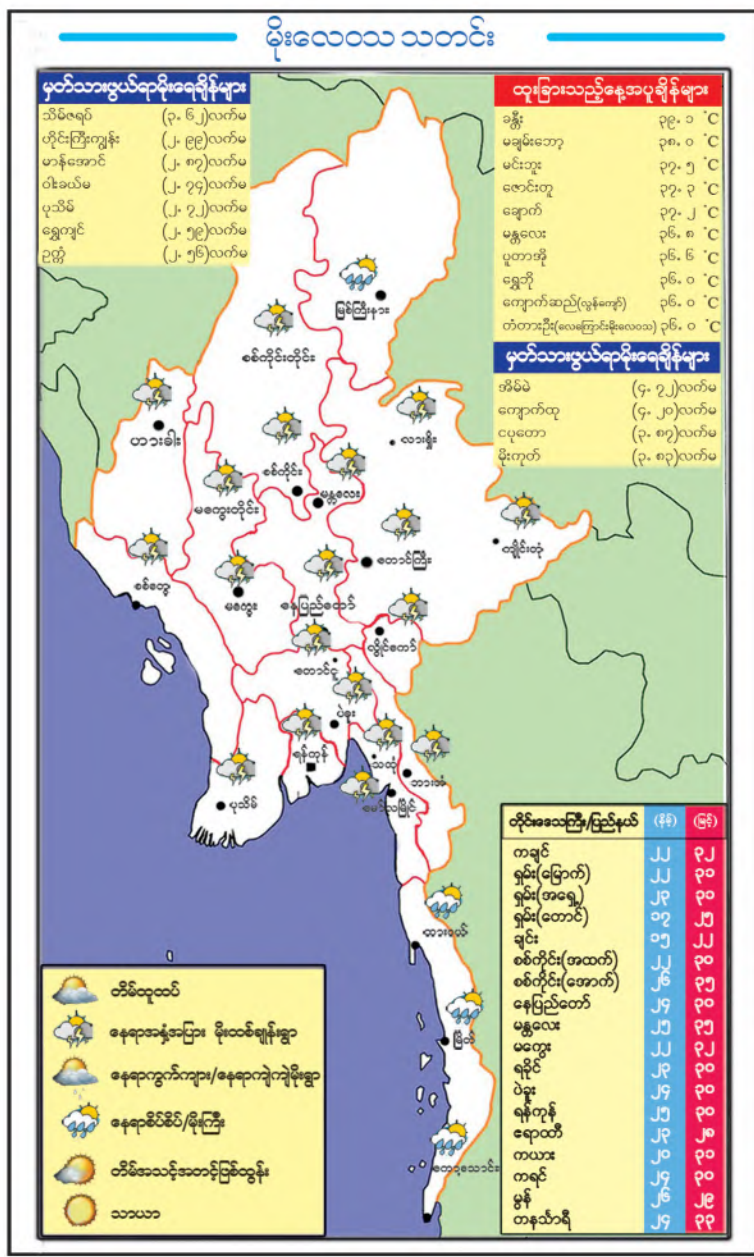 မိုးလေဝသ သတင်း
မှတ်သားဖွယ်ရာမိုးရေချိန်များ
သိမ်ဇရပ် (၃. ၆၂)လက်မ
ဟိုင်းကြီးကျွန်း (၂. ၉၉)လက်မ
မာန်အောင် (၂. ၈၇)လက်မ
ဝါးခယ်မ (၂. ၇၄)လက်မ
ပုသိမ် (၂. ၇၂)လက်မ
ရွှေကျင် (၂. ၅၉)လက်မ
ဥက္ကံ (၂. ၅၆)လက်မ
ထူးခြားသည့်နေ့အပူချိန်များ
ခန္တီး ၃၉. ၁ °C
မချမ်းဘော့ ၃၈. ၀ °C
မင်းဘူး ၃၇. ၅ °C
ဇောင်းတူ ၃၇. ၃ °C
ချောက် ၃၇. ၂ °C
မန္တလေး ၃၆. ၈ °C
ပူတာအို ၃၆. ၆ °C
ရွှေဘို ၃၆. ၀ °C
ကျောက်ဆည်(လွန်ကျော်) ၃၆. ၀ °C
တံတားဦး(လေကြောင်းမိုးလေဝသ) ၃၆. ၀ °C
မှတ်သားဖွယ်ရာမိုးရေချိန်များ
အိမ်မဲ (၄. ၇၂)လက်မ
ကျောက်ထု (၄. ၂၀)လက်မ
ငပုတော (၃. ၈၇)လက်မ
မိုးကုတ် (၃. ၈၃)လက်မ
မြစ်ကြီးနား
စစ်ကိုင်းတိုင်း
ဟားခါး
လားရှိုး
စစ်ကိုင်း
မန္တလေး
မကွေးတိုင်း
ကျိုင်းတုံ
တောင်ကြီး
စစ်တွေ
မကွေး
နေပြည်တော်
လွိုင်ကော်
တောင်ငူ
ပဲခူး
ရန်ကုန်
သထုံ
ဘားအံ
ပုသိမ်
မော်လမြိုင်
ထားဝယ်
မြိတ်
ကော့သောင်း
တိမ်ထူထပ်
နေရာအနှံ့အပြား မိုးထစ်ချုန်းရွာ
နေရာကွက်ကျား/နေရာကျဲကျဲမိုးရွာ
နေရာစိပ်စိပ်/မိုးကြီး
တိမ်အသင့်အတင့်ဖြစ်ထွန်း
သာယာ
တိုင်းဒေသကြီး/ပြည်နယ် (နိမ့်) (မြင့်)
ကချင် ၂၂ ၃၂
ရှမ်း(မြောက်) ၂၂ ၃၁
ရှမ်း(အရှေ့) ၂၃ ၃၁
ရှမ်း(တောင်) ၁၇ ၂၅
ချင်း ၁၅ ၂၂
စစ်ကိုင်း(အထက်) ၂၂ ၃၀
စစ်ကိုင်း(အောက်) ၂၆ ၃၅
နေပြည်တော် ၂၄ ၃၀
မန္တလေး ၂၅ ၃၅
မကွေး ၂၂ ၃၂
ရခိုင် ၂၃ ၃၀
ပဲခူး ၂၄ ၃၀
ရန်ကုန် ၂၅ ၃၀
ဧရာဝတီ ၂၃ ၂၈
ကယား ၂၀ ၃၁
ကရင် ၂၄ ၃၀
မွန် ၂၆ ၂၉
တနင်္သာရီ ၂၄ ၃၃